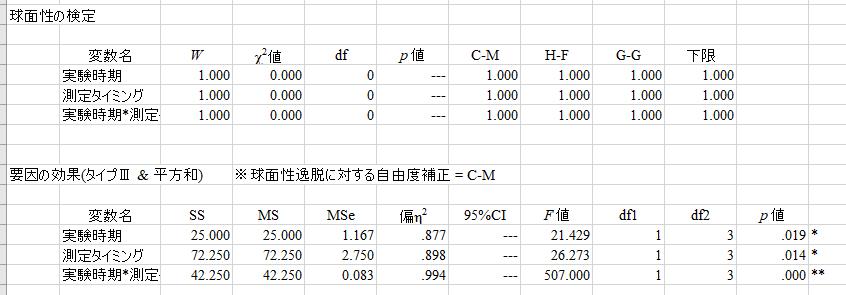 球面性の検定
変数名 W χ²値 df p 値 C-M H-F G-G 下限
実験時期 1.000 0.000 0 --- 1.000 1.000 1.000 1.000
測定タイミング 1.000 0.000 0 --- 1.000 1.000 1.000 1.000
実験時期*測定 1.000 0.000 0 --- 1.000 1.000 1.000 1.000
要因の効果(タイプⅢ & 平方和) ※球面性逸脱に対する自由度補正 = C-M
変数名 SS MS MSe 偏η² 95%CI F 値 df1 df2 p 値
実験時期 25.000 25.000 1.167 .877 --- 21.429 1 3 .019 *
測定タイミング 72.250 72.250 2.750 .898 --- 26.273 1 3 .014 *
実験時期*測定 42.250 42.250 0.083 .994 --- 507.000 1 3 .000 **